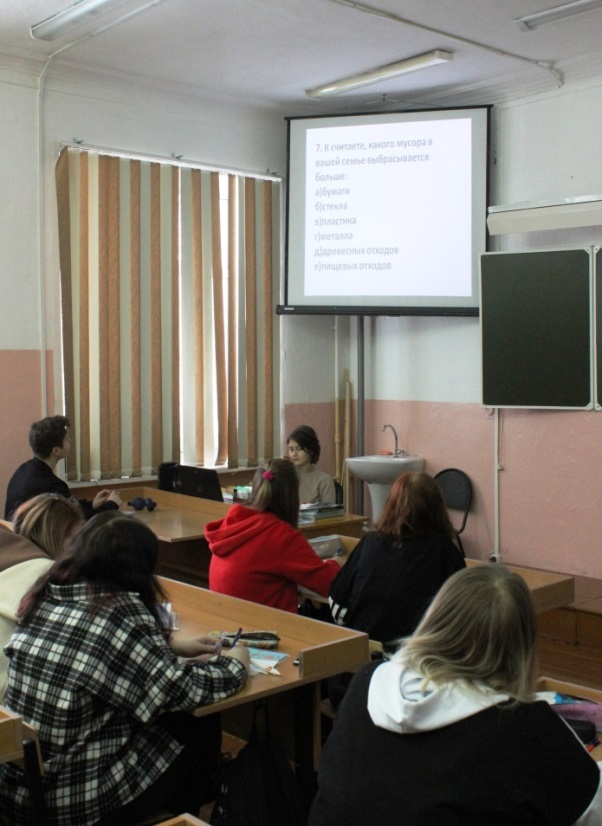 7. К считаете, какого мусора в
вашей семье выбрасывается
больше:
а)бумаги
б)стекла
в)пластика
г)металла
д)древесных отходов
е)пищевых отходов